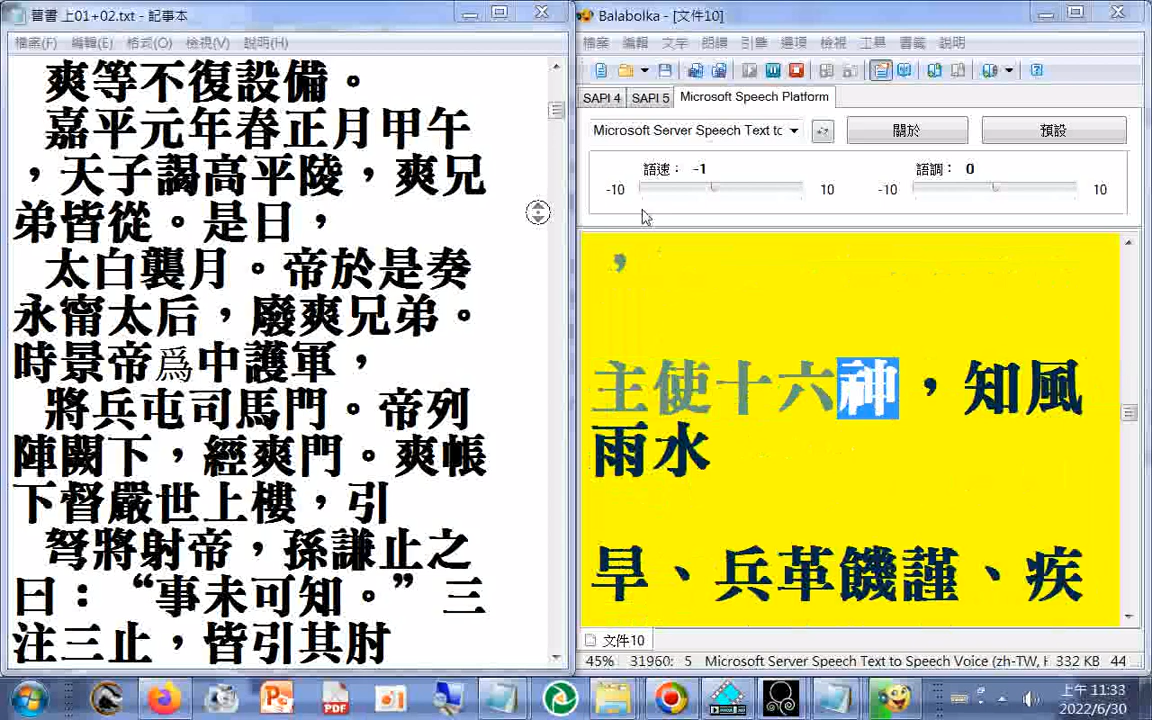 晉書 上01+02.txt - 記事本
檔案(F) 編輯(E) 格式(O) 檢視(V) 說明(H)
爽等不復設備。
嘉平元年春正月甲午
，天子謁高平陵，爽兄
弟皆從。是日，
太白襲月。帝於是奏
永甯太后，廢爽兄弟。
時景帝爲中護軍，
將兵屯司馬門。帝列
陣闕下，經爽門。爽帳
下督嚴世上樓，引
弩將射帝，孫謙止之
曰：“事未可知。”三
注三止，皆引其肘
Balabolka - [文件10]
檔案 編輯 文字 朗讀 引擎 選項 檢視 工具 書籤 說明
SAPI 4 SAPI 5 Microsoft Speech Platform
Microsoft Server Speech Text to 關於 預設
語速： -1 語調： 0
-10 10 -10 10
，
主使十六神，知風
雨水
旱、兵革饑謹、疾
文件10
45% 31960: 5 Microsoft Server Speech Text to Speech Voice (zh-TW, H 332 KB 44
上午 11:33
2022/6/30